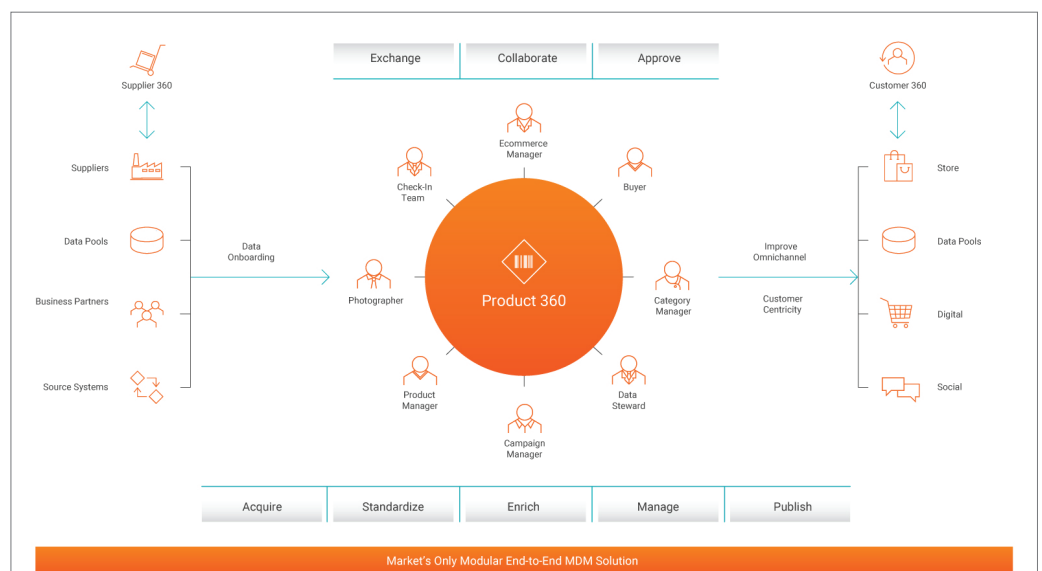 Supplier 360
Exchange
Collaborate
Approve
Customer 360
Suppliers
Data Pools
Business Partners
Source Systems
Data
Onboarding
Ecommerce
Manager
Check-In
Team
Buyer
Photographer
Product 360
Category
Manager
Product
Manager
Data
Steward
Campaign
Manager
Improve
Omnichannel
Customer
Centricity
Store
Data Pools
Digital
Social
Acquire
Standardize
Enrich
Manage
Publish
Market's Only Modular End-to-End MDM Solution